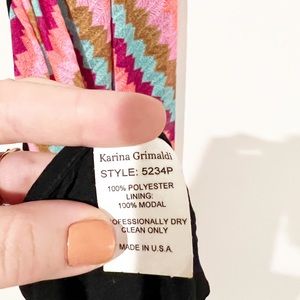 Karina Grimaldi
STYLE: 5234P
100% POLYESTER
LINING:
100% MODAL
PROFESSIONALLY DRY
CLEAN ONLY
MADE IN U.S.A.